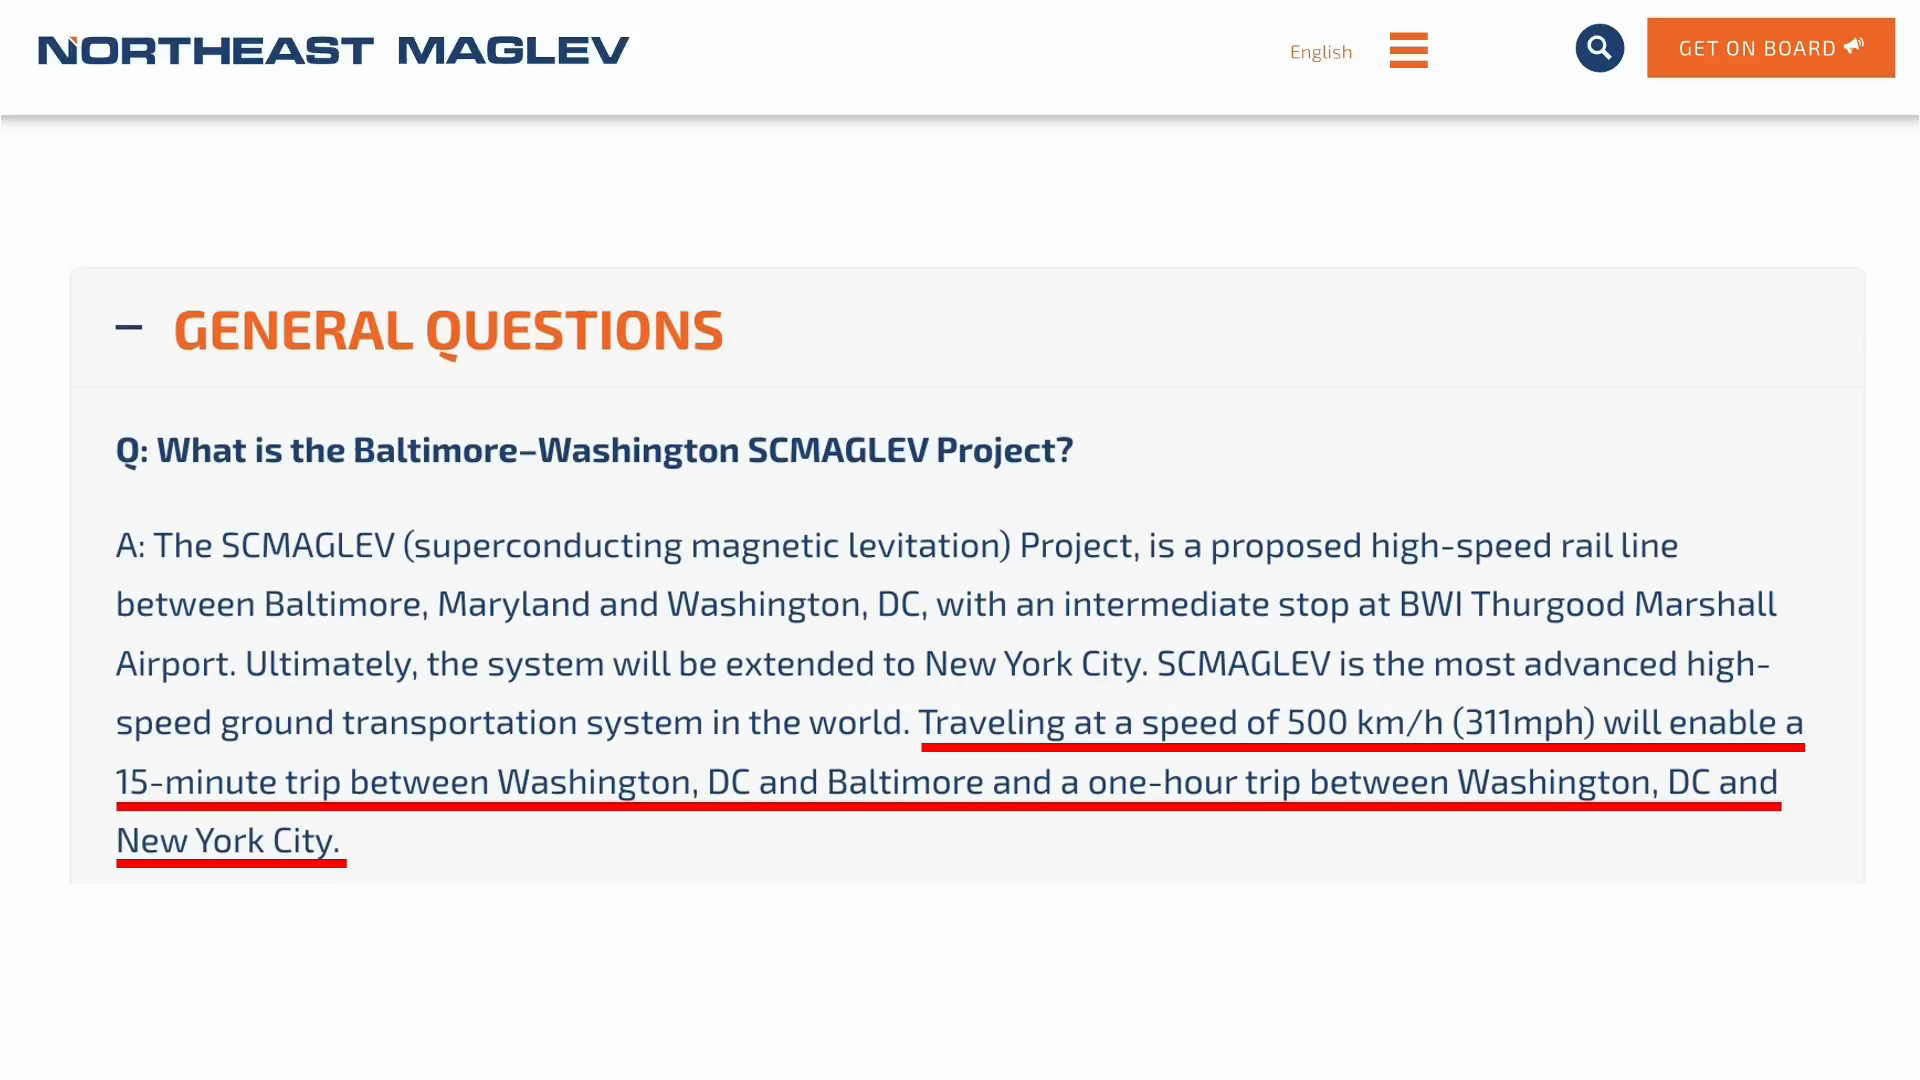 NORTHEAST MAGLEV
English
GET ON BOARD
GENERAL QUESTIONS
Q: What is the Baltimore–Washington SCMAGLEV Project?
A: The SCMAGLEV (superconducting magnetic levitation) Project, is a proposed high-speed rail line
between Baltimore, Maryland and Washington, DC, with an intermediate stop at BWI Thurgood Marshall
Airport. Ultimately, the system will be extended to New York City. SCMAGLEV is the most advanced high-
speed ground transportation system in the world. Traveling at a speed of 500 km/h (311mph) will enable a
15-minute trip between Washington, DC and Baltimore and a one-hour trip between Washington, DC and
New York City.